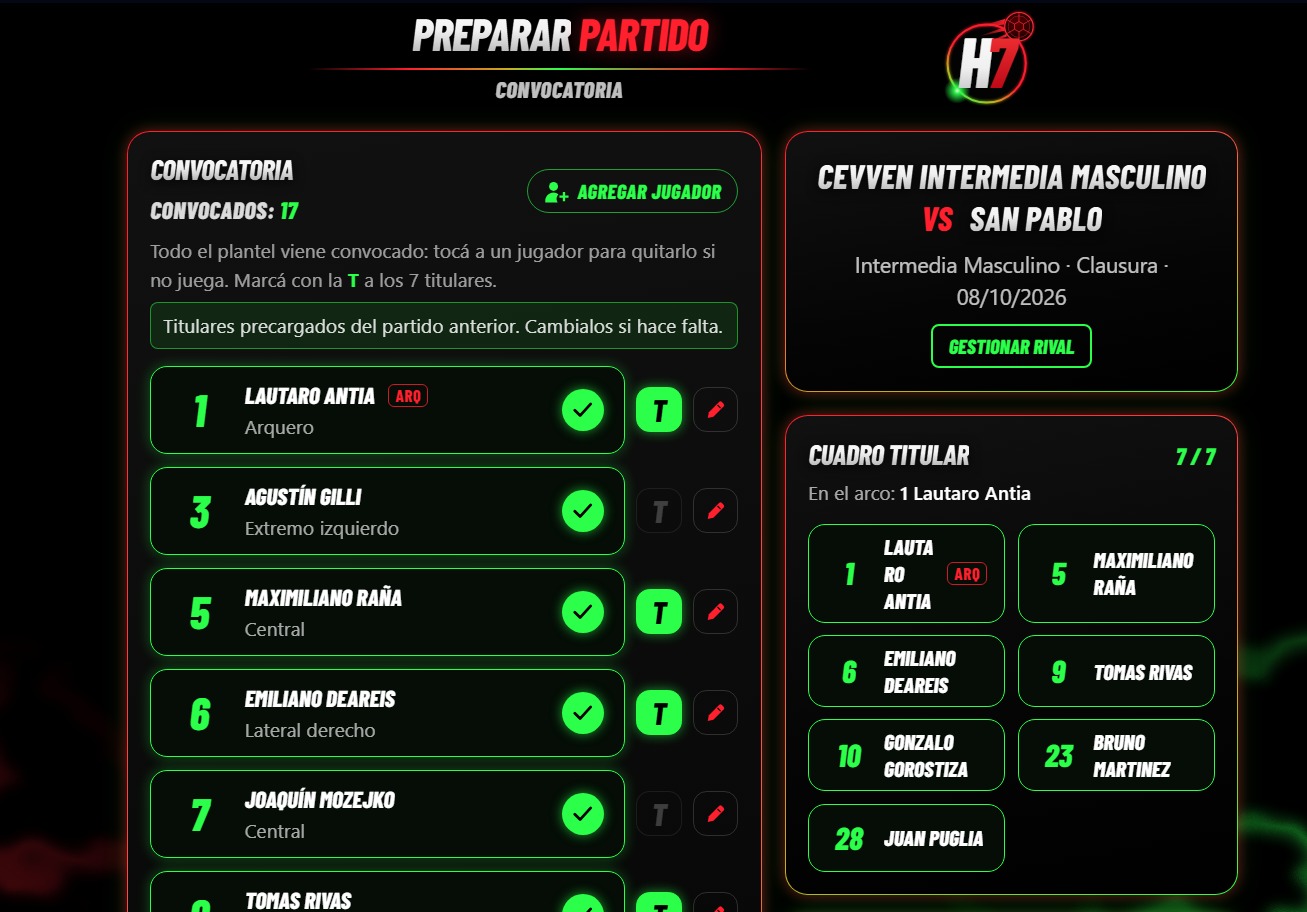 PREPARAR PARTIDO
CONVOCATORIA
H7
CONVOCATORIA
CONVOCADOS: 17
AGREGAR JUGADOR
Todo el plantel viene convocado: tocá a un jugador para quitarlo si
no juega. Marcá con la T a los 7 titulares.
Titulares precargados del partido anterior. Cambialos si hace falta.
1
LAUTARO ANTIA ARQ
Arquero
T
3
AGUSTÍN GILLI
Extremo izquierdo
T
5
MAXIMILIANO RAÑA
Central
T
6
EMILIANO DEAREIS
Lateral derecho
T
7
JOAQUÍN MOZEJKO
Central
T
TOMAS RIVAS
CEVVEN INTERMEDIA MASCULINO
VS SAN PABLO
Intermedia Masculino · Clausura ·
08/10/2026
GESTIONAR RIVAL
CUADRO TITULAR
7 / 7
En el arco: 1 Lautaro Antia
1
LAUTA
RO
ANTIA
ARQ
5
MAXIMILIANO
RAÑA
6
EMILIANO
DEAREIS
9
TOMAS RIVAS
10
GONZALO
GOROSTIZA
23
BRUNO
MARTINEZ
28
JUAN PUGLIA